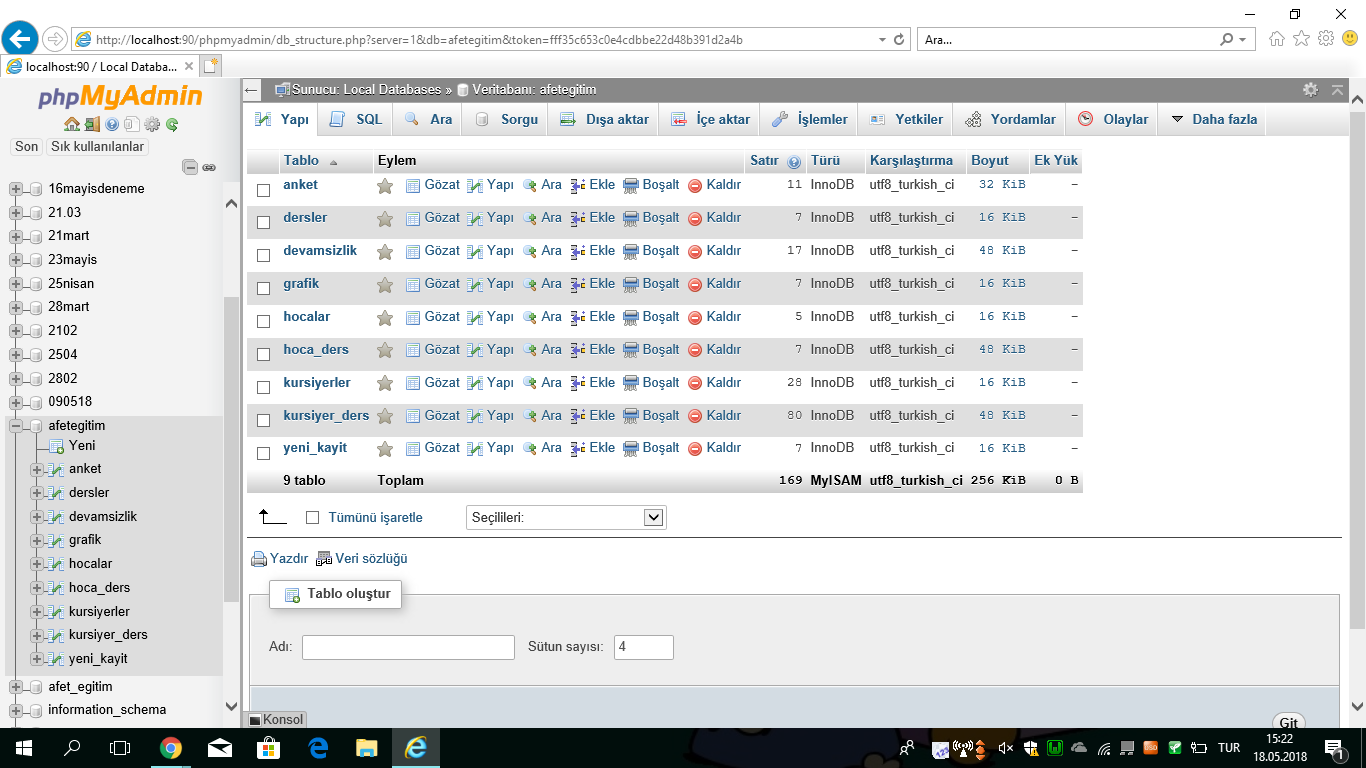 http://localhost:90/phpmyadmin/db_structure.php?server=1&db=afetegitim&token=fff35c653c0e4cdbbe22d48b391d2a4b
Ara...
localhost:90 / Local Databa...
phpMyAdmin
Son Sık kullanılanlar
16mayisdeneme
21.03
21mart
23mayis
25nisan
28mart
2102
2504
2802
090518
afetegitim
Yeni
anket
dersler
devamsizlik
grafik
hocalar
hoca_ders
kursiyerler
kursiyer_ders
yeni_kayit
afet_egitim
information_schema
Sunucu: Local Databases » Veritabanı: afetegitim
Yapı SQL Ara Sorgu Dışa aktar İçe aktar İşlemler Yetkiler Yordamlar Olaylar Daha fazla
Tablo Eylem Satır Türü Karşılaştırma Boyut Ek Yük
anket Gözat Yapı Ara Ekle Boşalt Kaldır 11 InnoDB utf8_turkish_ci 32 KiB -
dersler Gözat Yapı Ara Ekle Boşalt Kaldır 7 InnoDB utf8_turkish_ci 16 KiB -
devamsizlik Gözat Yapı Ara Ekle Boşalt Kaldır 17 InnoDB utf8_turkish_ci 48 KiB -
grafik Gözat Yapı Ara Ekle Boşalt Kaldır 7 InnoDB utf8_turkish_ci 16 KiB -
hocalar Gözat Yapı Ara Ekle Boşalt Kaldır 5 InnoDB utf8_turkish_ci 16 KiB -
hoca_ders Gözat Yapı Ara Ekle Boşalt Kaldır 7 InnoDB utf8_turkish_ci 48 KiB -
kursiyerler Gözat Yapı Ara Ekle Boşalt Kaldır 28 InnoDB utf8_turkish_ci 16 KiB -
kursiyer_ders Gözat Yapı Ara Ekle Boşalt Kaldır 80 InnoDB utf8_turkish_ci 48 KiB -
yeni_kayit Gözat Yapı Ara Ekle Boşalt Kaldır 7 InnoDB utf8_turkish_ci 16 KiB -
9 tablo Toplam 169 MyISAM utf8_turkish_ci 256 KiB 0 B
Tümünü işaretle Seçilileri:
Yazdır Veri sözlüğü
Tablo oluştur
Adı: Sütun sayısı: 4
Konsol
Git
TUR
15:22
18.05.2018
1